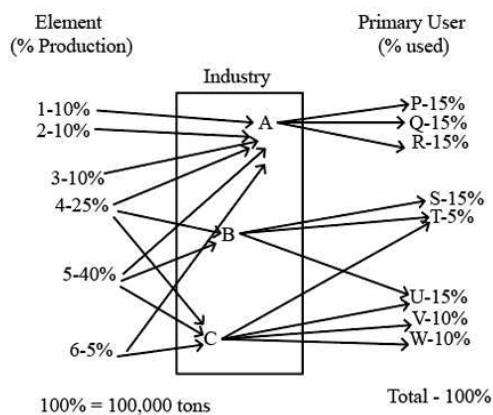 Element
(% Production)
Primary User
(% used)
Industry
1-10%
2-10%
3-10%
4-25%
5-40%
6-5%
A
B
C
P-15%
Q-15%
R-15%
S-15%
T-5%
U-15%
V-10%
W-10%
100% = 100,000 tons
Total - 100%